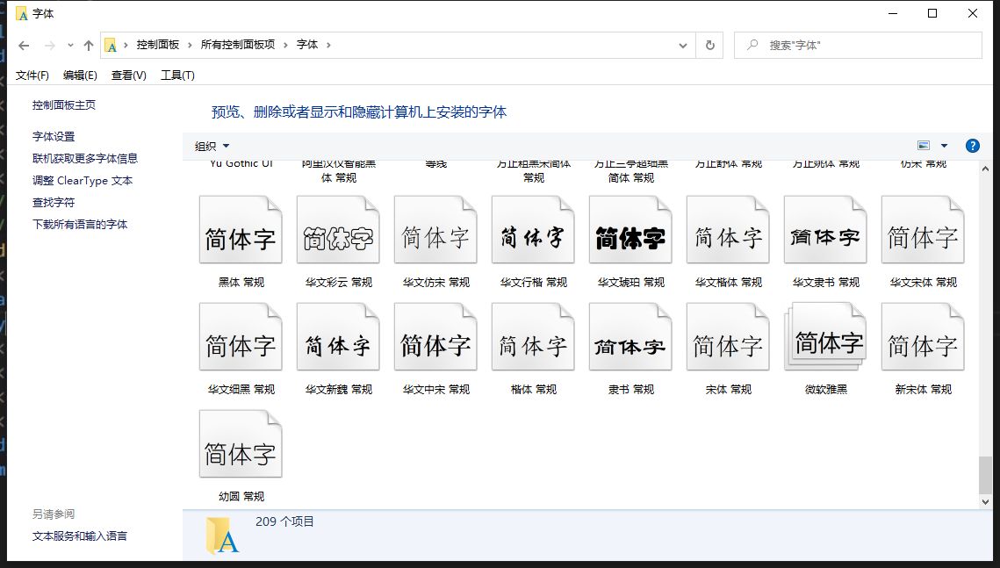 字体
控制面板 › 所有控制面板项 › 字体 ›
搜索"字体"
文件(F) 编辑(E) 查看(V) 工具(T)
控制面板主页
字体设置
联机获取更多字体信息
调整 ClearType 文本
查找字符
下载所有语言的字体
另请参阅
文本服务和输入语言
预览、删除或者显示和隐藏计算机上安装的字体
组织
Yu Gothic UI 阿里汉仪智能黑 等线 方正粗黑宋简体 方正兰亭超细黑 方正舒体 常规 方正姚体 常规 仿宋 常规
体 常规 常规 简体 常规
简体字 简体字 简体字 简体字 简体字 简体字 简体字 简体字
黑体 常规 华文彩云 常规 华文仿宋 常规 华文行楷 常规 华文琥珀 常规 华文楷体 常规 华文隶书 常规 华文宋体 常规
简体字 简体字 简体字 简体字 简体字 简体字 简体字 简体字
华文细黑 常规 华文新魏 常规 华文中宋 常规 楷体 常规 隶书 常规 宋体 常规 微软雅黑 新宋体 常规
简体字
幼圆 常规
209 个项目